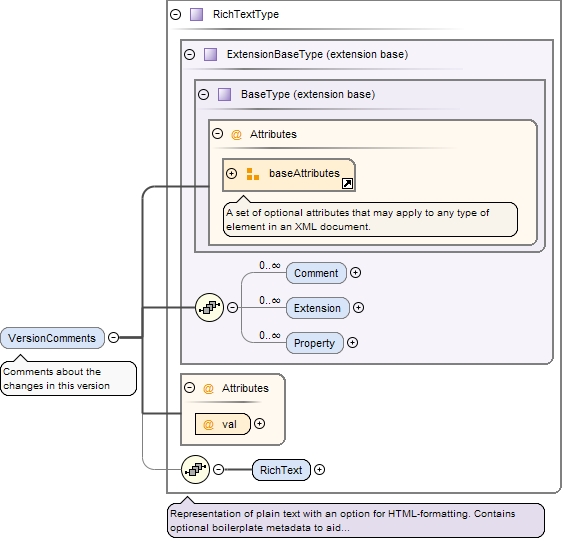 RichTextType
ExtensionBaseType (extension base)
BaseType (extension base)
@ Attributes
baseAttributes
A set of optional attributes that may apply to any type of
element in an XML document.
0..∞
Comment
0..∞
Extension
0..∞
Property
VersionComments
Comments about the
changes in this version
@ Attributes
@ val
RichText
Representation of plain text with an option for HTML-formatting. Contains
optional boilerplate metadata to aid...